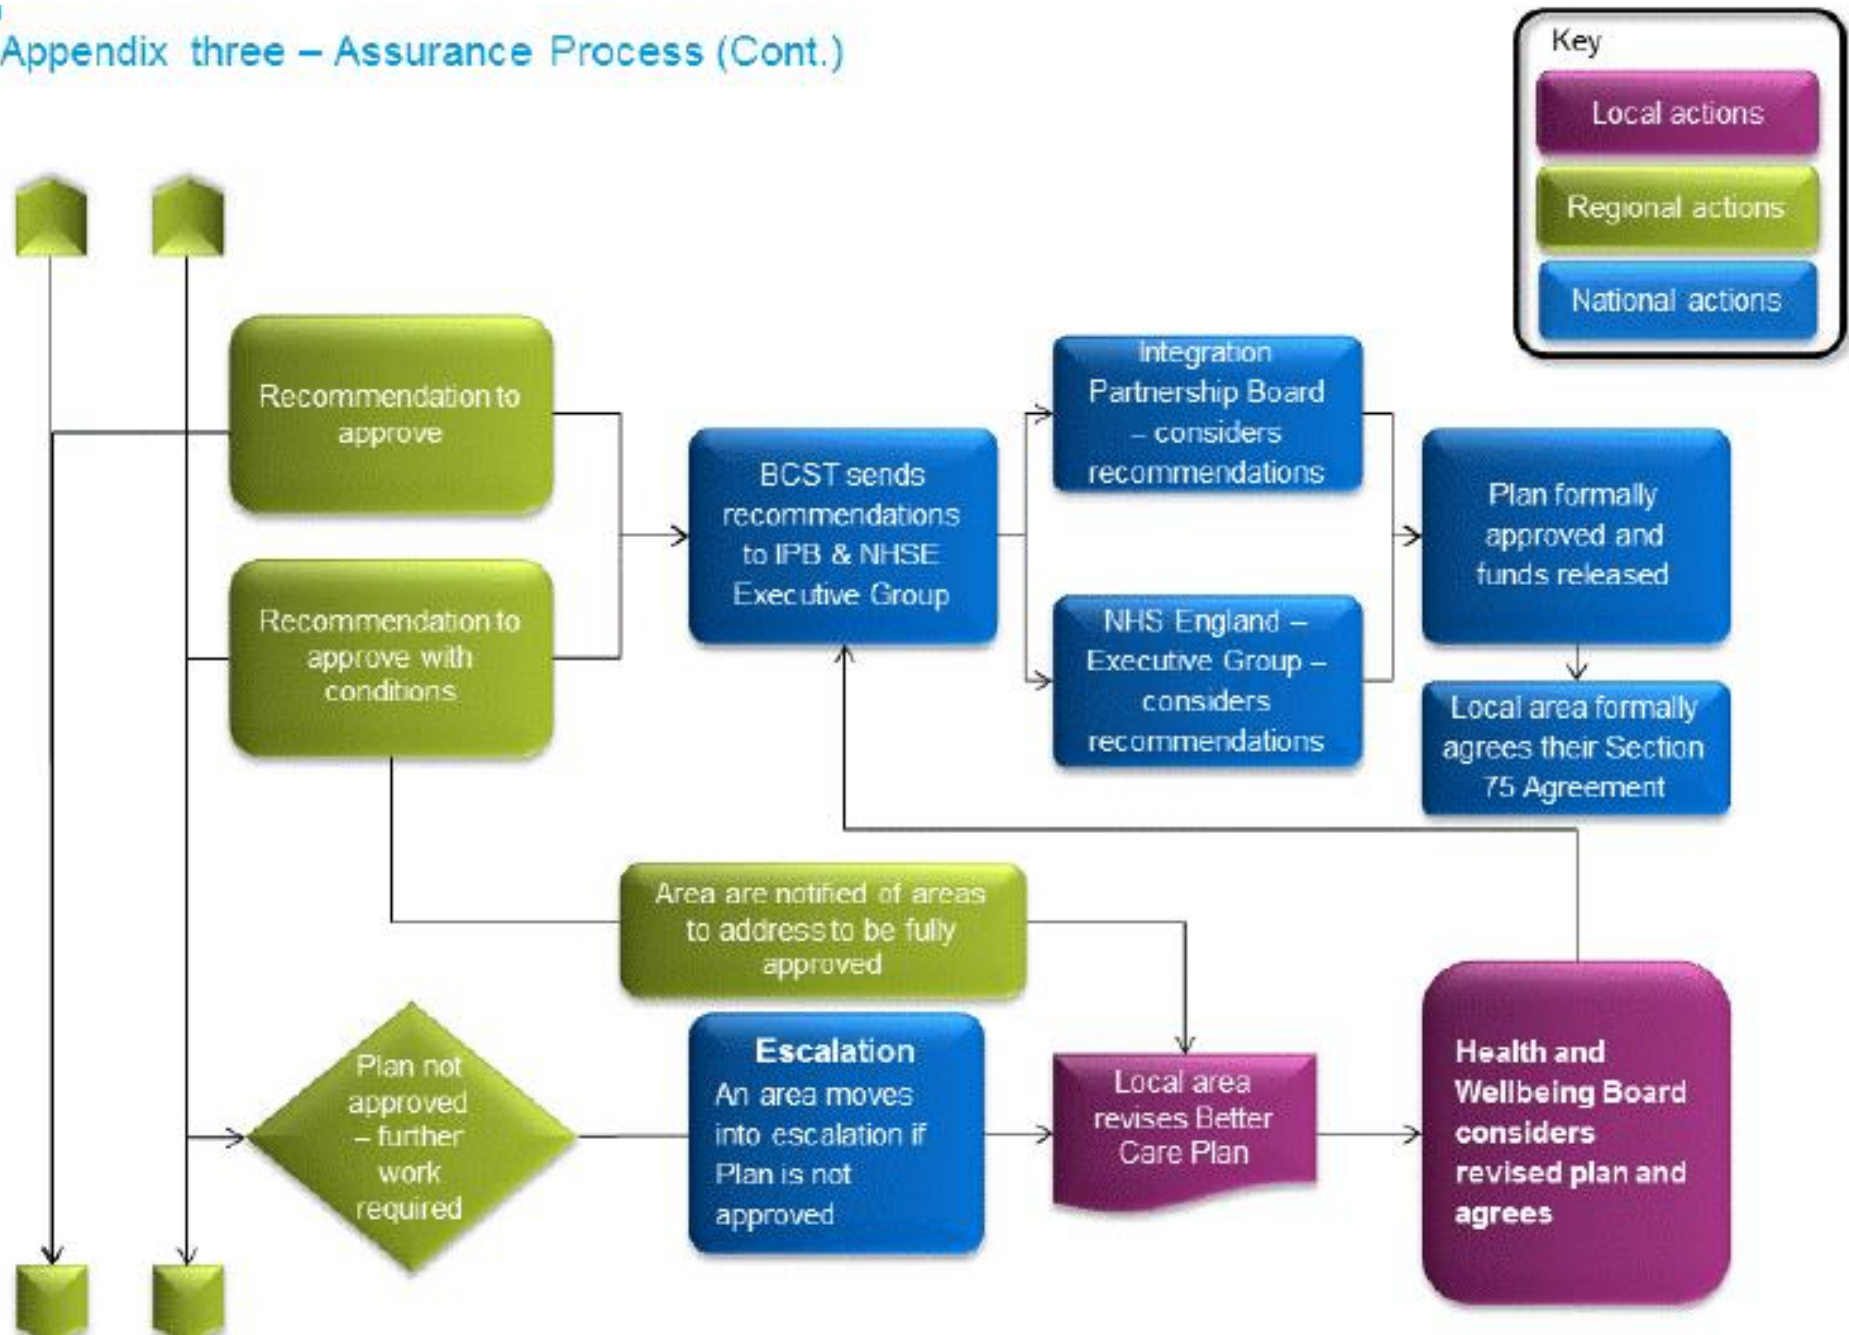 Appendix three – Assurance Process (Cont.)
Key
Local actions
Regional actions
National actions
Recommendation to
approve
Recommendation to
approve with
conditions
BCST sends
recommendations
to IPB & NHSE
Executive Group
Integration
Partnership Board
– considers
recommendations
NHS England –
Executive Group –
considers
recommendations
Plan formally
approved and
funds released
Local area formally
agrees their Section
75 Agreement
Area are notified of areas
to address to be fully
approved
Plan not
approved
– further
work
required
Escalation
An area moves
into escalation if
Plan is not
approved
Local area
revises Better
Care Plan
Health and
Wellbeing Board
considers
revised plan and
agrees